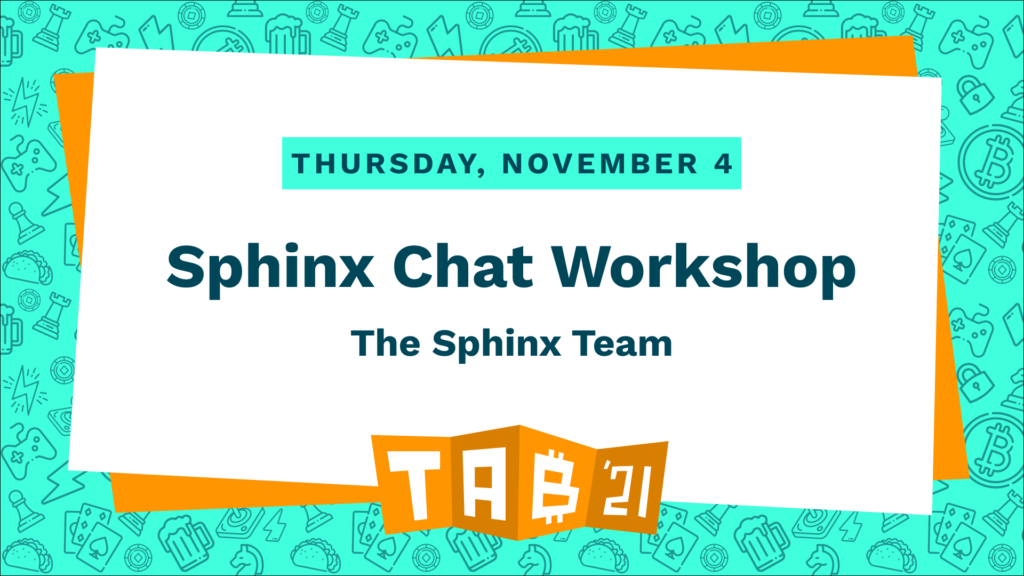 THURSDAY, NOVEMBER 4
Sphinx Chat Workshop
The Sphinx Team
TAB '21